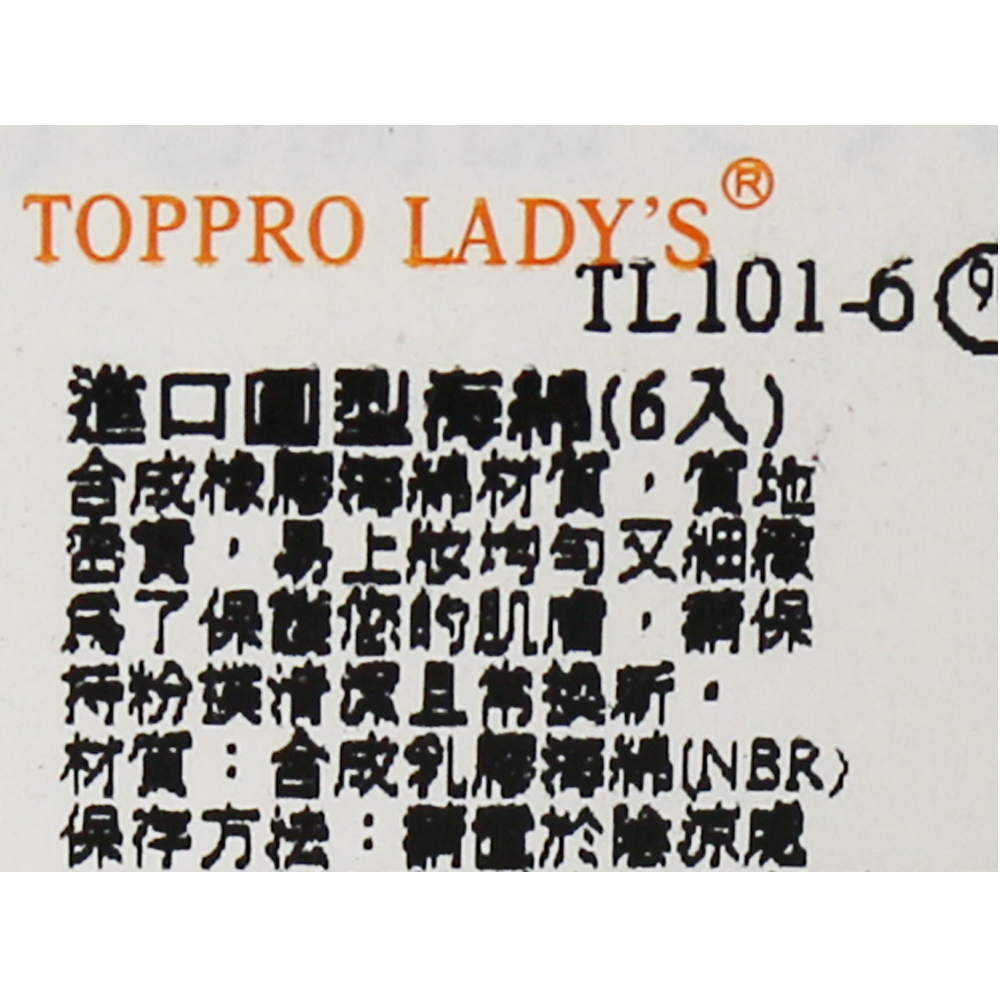 TOPPRO LADY'S®
TL101-6
進口圓型海綿(6入)
合成橡膠海綿材質，質地
密實，易上妝均勻又細緻
為了保護您的肌膚，請保
持粉撲清潔且常換新。
材質：合成乳膠海綿(NBR)
保存方法：請置於陰涼處